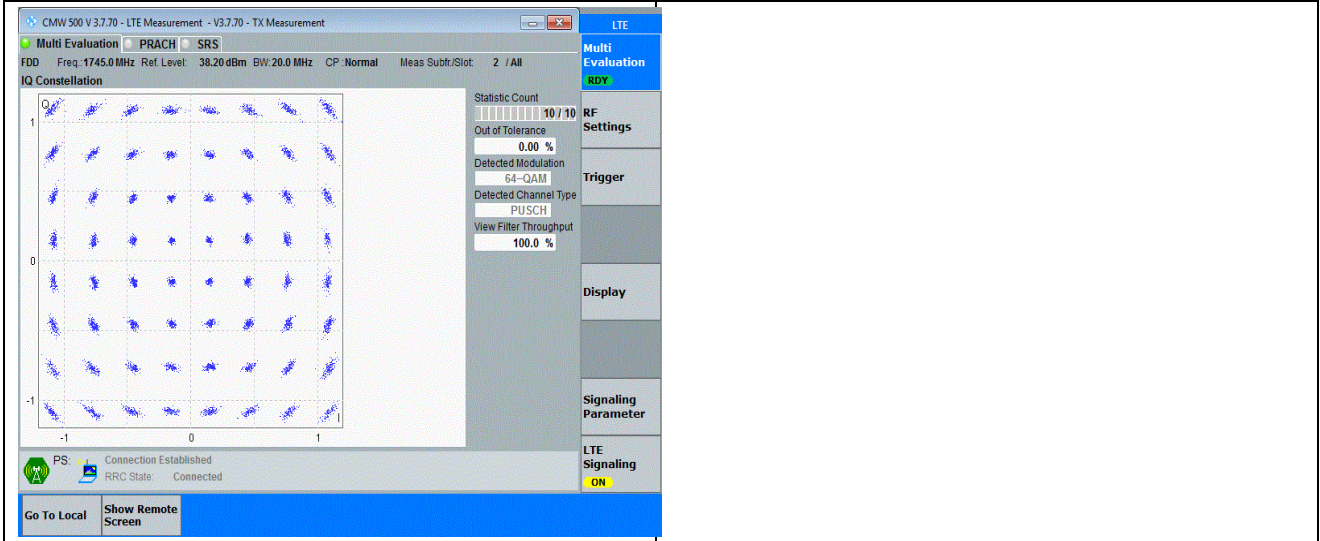 CMW 500 V 3.7.70 - LTE Measurement - V3.7.70 - TX Measurement
LTE
Multi Evaluation PRACH SRS
FDD Freq.: 1745.0 MHz Ref. Level: 38.20 dBm BW: 20.0 MHz CP : Normal Meas Subfr./Slot: 2 / All
IQ Constellation
Q
1
0
-1
-1 0 1
I
Statistic Count
10 / 10
Out of Tolerance
0.00 %
Detected Modulation
64-QAM
Detected Channel Type
PUSCH
View Filter Throughput
100.0 %
Multi
Evaluation
RDY
RF
Settings
Trigger
Display
Signaling
Parameter
LTE
Signaling
ON
PS: Connection Established
RRC State: Connected
Go To Local
Show Remote
Screen